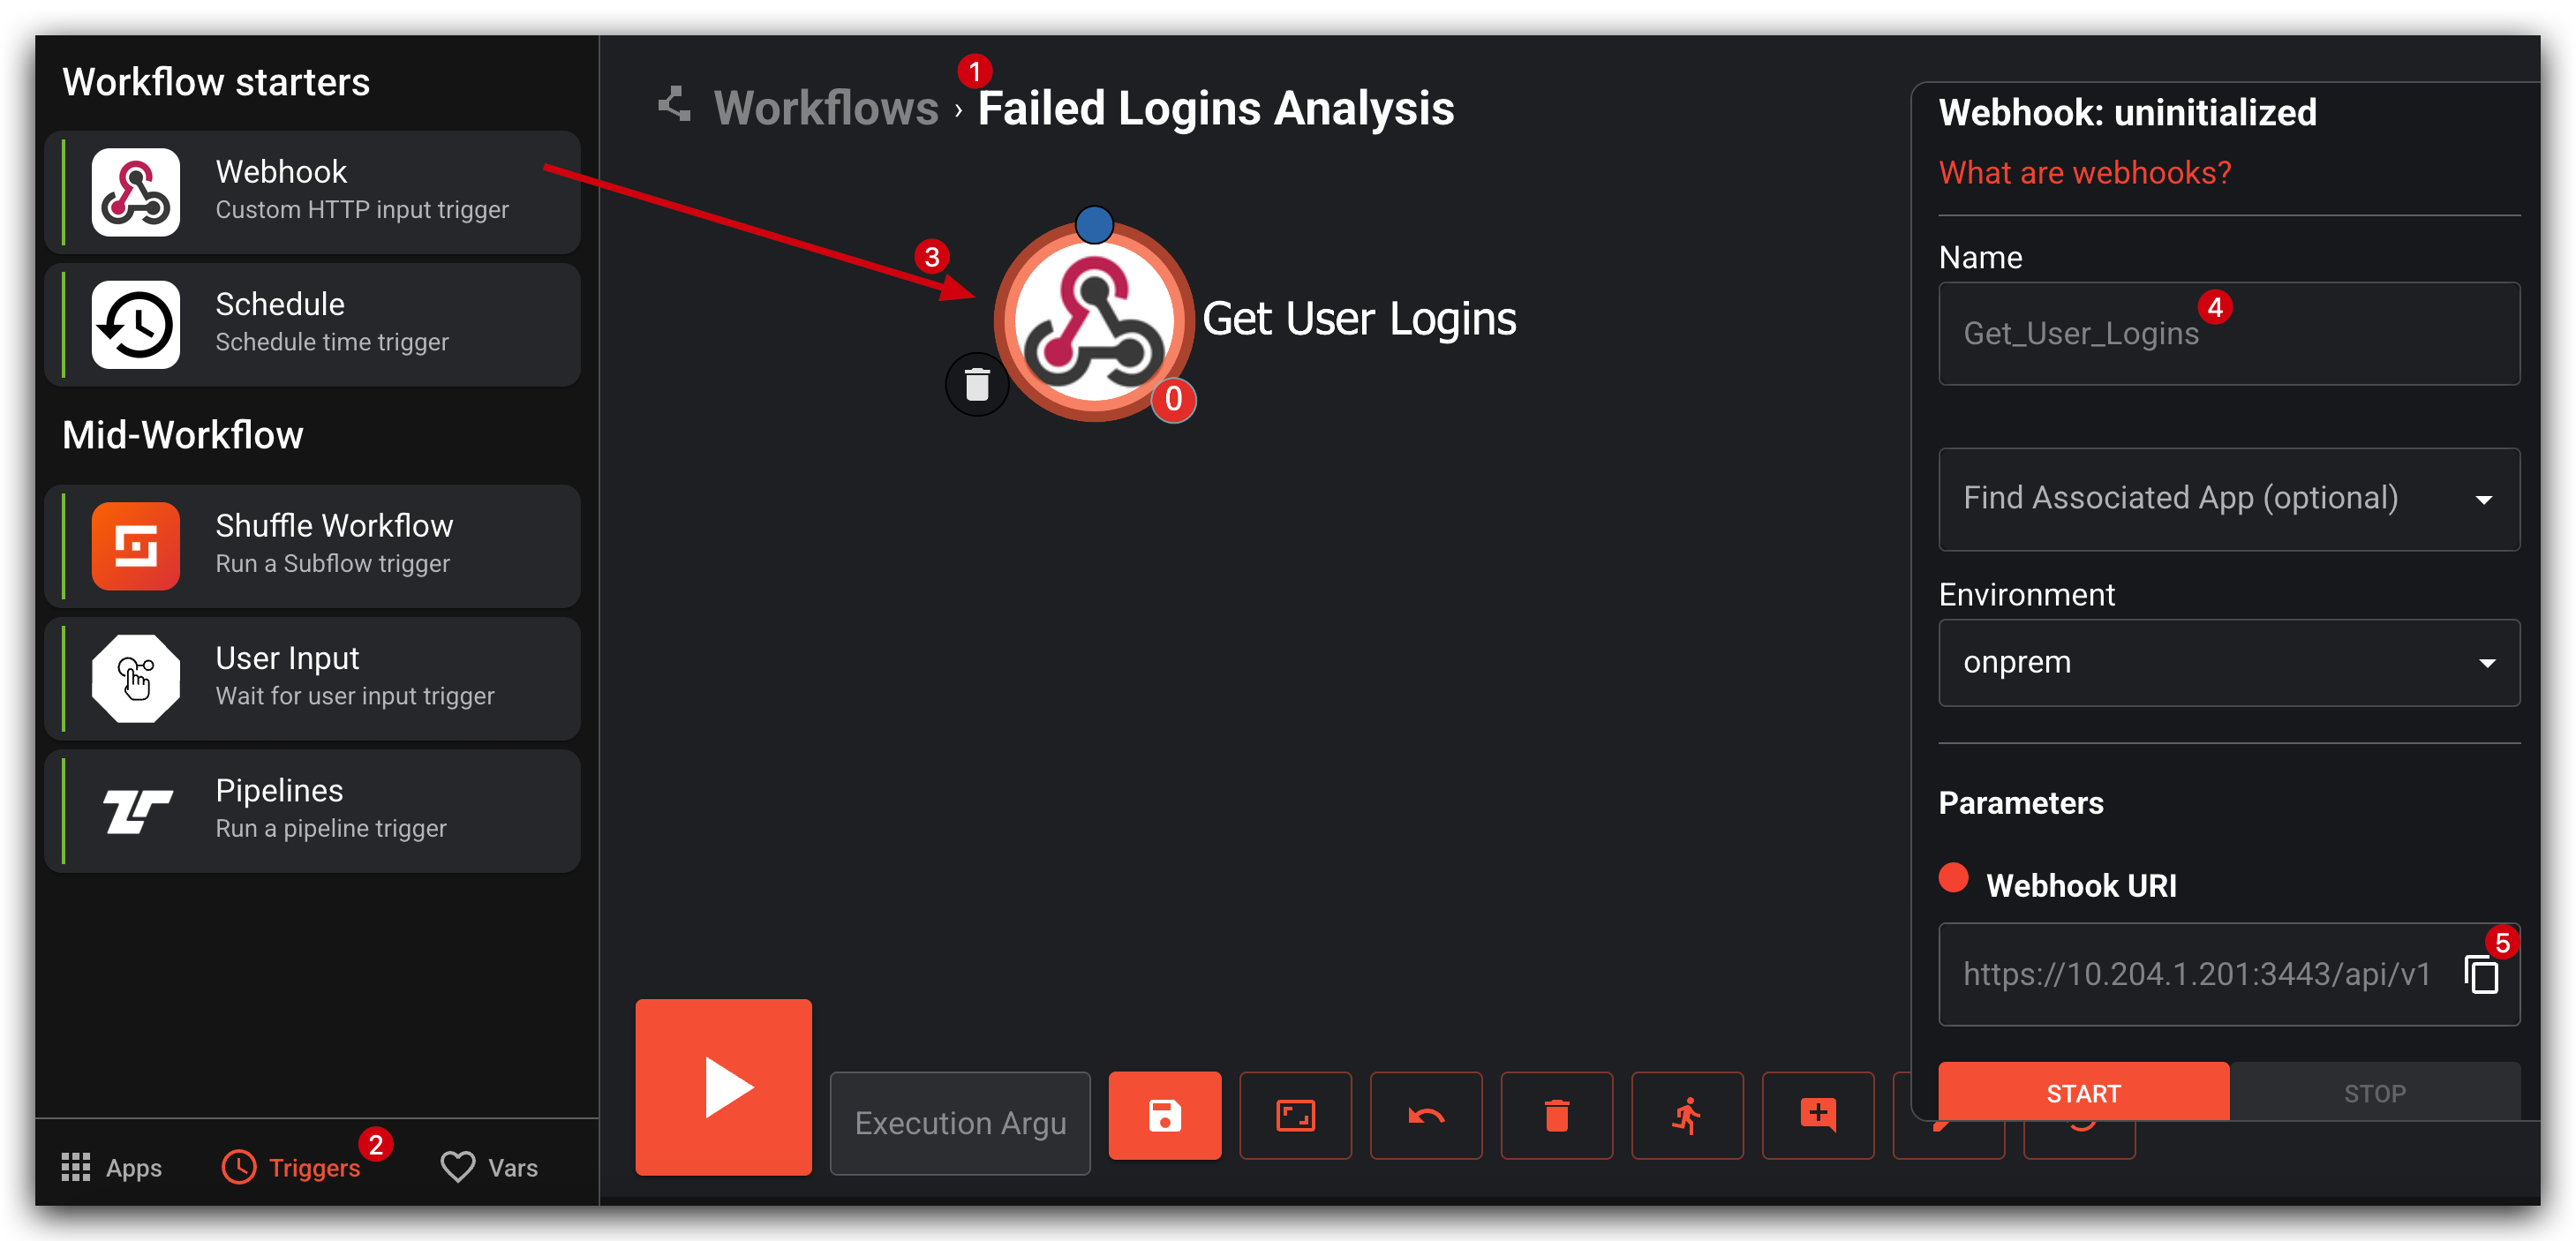 Workflow starters
Webhook
Custom HTTP input trigger
Schedule
Schedule time trigger
Mid-Workflow
Shuffle Workflow
Run a Subflow trigger
User Input
Wait for user input trigger
Pipelines
Run a pipeline trigger
Apps
Triggers 2
Vars
1
Workflows › Failed Logins Analysis
3
Get User Logins
0
Execution Argu
Webhook: uninitialized
What are webhooks?
Name
Get_User_Logins 4
Find Associated App (optional)
Environment
onprem
Parameters
Webhook URI
5
https://10.204.1.201:3443/api/v1
START
STOP